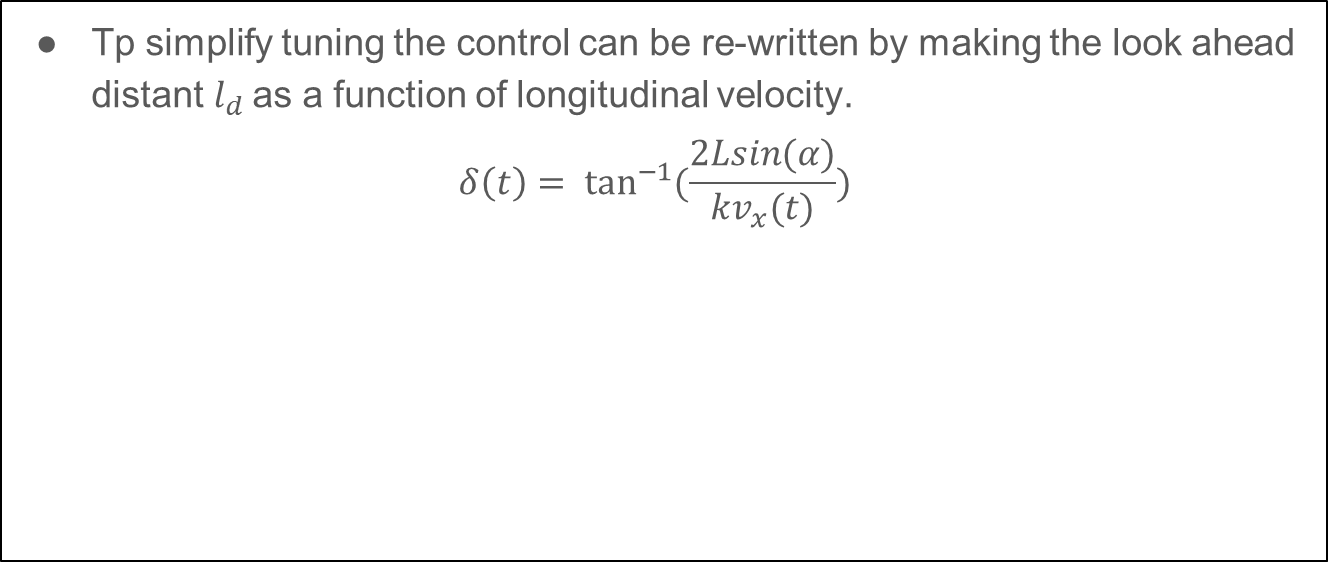 ● Tp simplify tuning the control can be re-written by making the look ahead
distant l_d as a function of longitudinal velocity.
δ(t) = tan⁻¹(2Lsin(α)/kv_x(t))